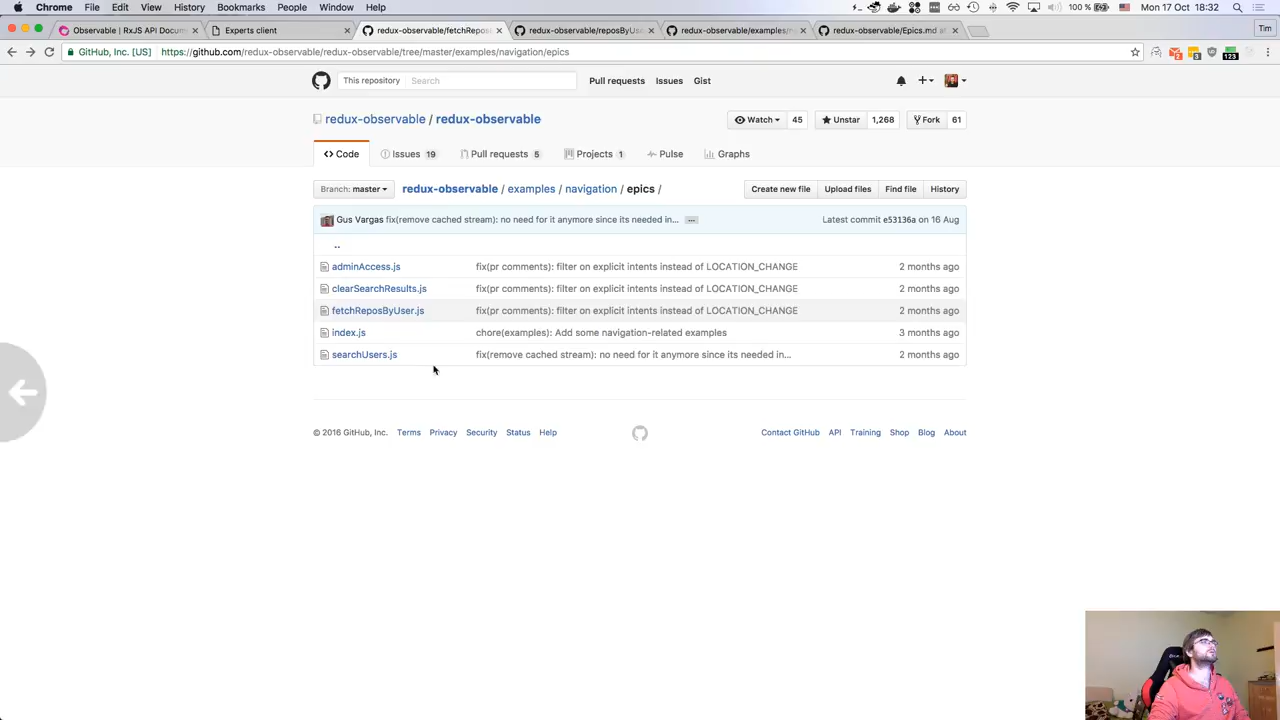 Chrome File Edit View History Bookmarks People Window Help 100 % Mon 17 Oct 18:32
Observable | RxJS API Docum Experts client redux-observable/fetchRepos redux-observable/reposByUs redux-observable/examples/ redux-observable/Epics.md at Tim
GitHub, Inc. [US] https://github.com/redux-observable/redux-observable/tree/master/examples/navigation/epics 2 3 123
This repository Search Pull requests Issues Gist
redux-observable / redux-observable Watch 45 Unstar 1,268 Fork 61
Code Issues 19 Pull requests 5 Projects 1 Pulse Graphs
Branch: master redux-observable / examples / navigation / epics / Create new file Upload files Find file History
Gus Vargas fix(remove cached stream): no need for it anymore since its needed in... ... Latest commit e53136a on 16 Aug
..
adminAccess.js fix(pr comments): filter on explicit intents instead of LOCATION_CHANGE 2 months ago
clearSearchResults.js fix(pr comments): filter on explicit intents instead of LOCATION_CHANGE 2 months ago
fetchReposByUser.js fix(pr comments): filter on explicit intents instead of LOCATION_CHANGE 2 months ago
index.js chore(examples): Add some navigation-related examples 3 months ago
searchUsers.js fix(remove cached stream): no need for it anymore since its needed in... 2 months ago
© 2016 GitHub, Inc. Terms Privacy Security Status Help Contact GitHub API Training Shop Blog About